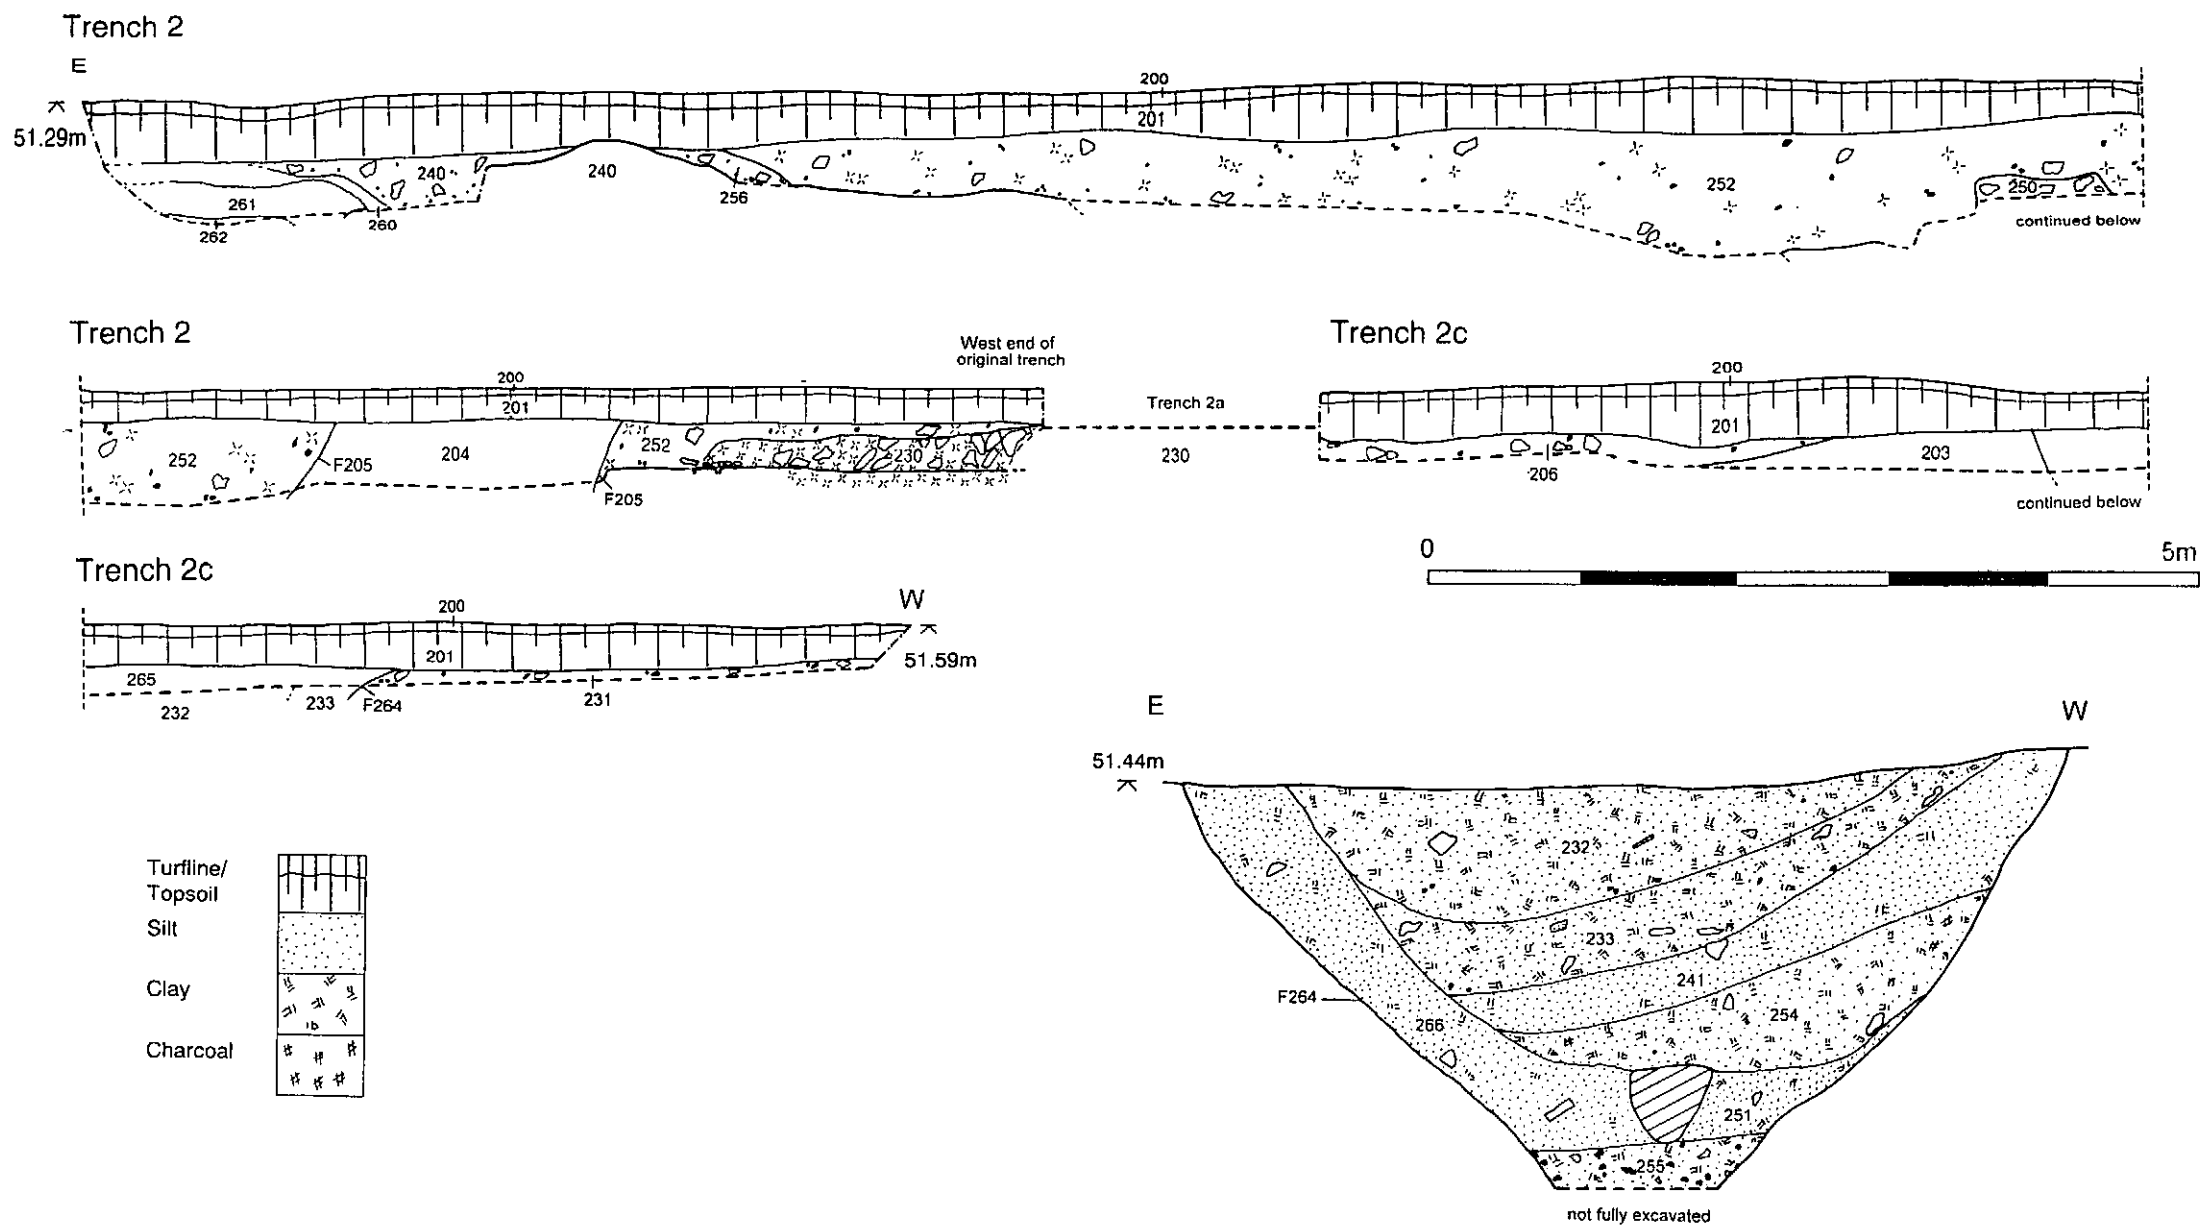 Trench 2
E
51.29m
200
201
240
240
261
262
260
256
252
250
continued below
Trench 2
West end of
original trench
200
201
252
F205
204
F205
252
230
Trench 2a
230
Trench 2c
200
201
206
203
continued below
0
5m
Trench 2c
W
200
201
51.59m
265
232
233
F264
231
E
W
51.44m
232
233
241
254
F264
266
251
255
not fully excavated
Turfline/
Topsoil
Silt
Clay
Charcoal